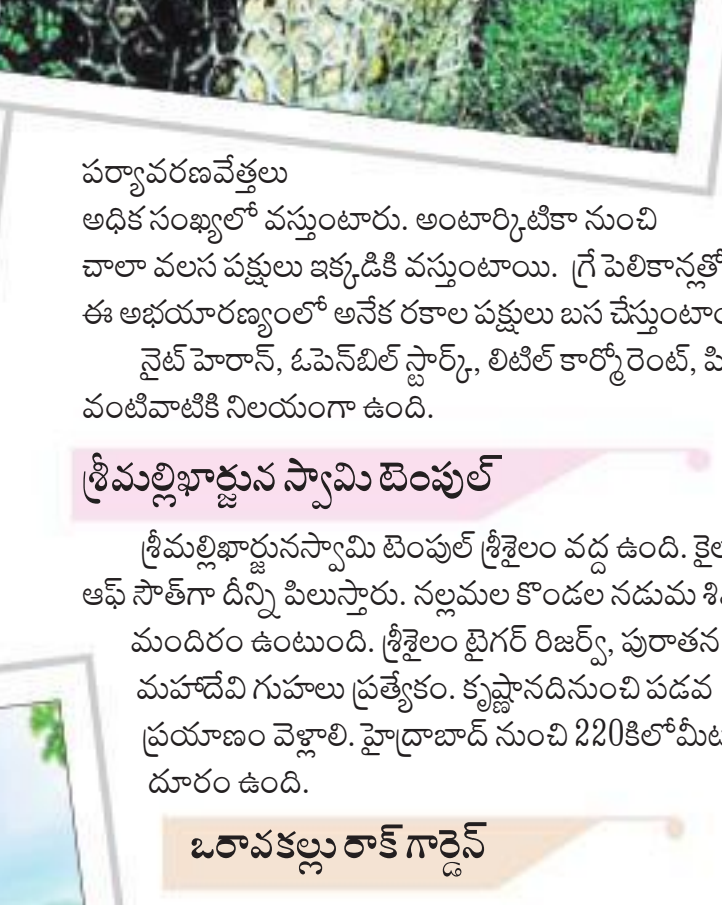 పర్యావరణవేత్తలు
అధిక సంఖ్యలో వస్తుంటారు. అంటార్కిటికా నుంచి
చాలా వలస పక్షులు ఇక్కడికి వస్తుంటాయి. గ్రే పెలికాన్లతో
ఈ అభయారణ్యంలో అనేక రకాల పక్షులు బస
నైట్ హెరాన్, ఓపెన్‌బిల్ స్టార్క్, లిటిల్ కార్మోరెంట్,
వంటివాటికి నిలయంగా ఉంది.
శ్రీమల్లిఖార్జున స్వామి టెంపుల్
శ్రీమల్లిఖార్జునస్వామి టెంపుల్ శ్రీశైలం వద్ద ఉంది.
ఆఫ్ సౌత్‌గా దీన్ని పిలుస్తారు. నల్లమల కొండల నడుమ
మందిరం ఉంటుంది. శ్రీశైలం టైగర్ రిజర్వ్, పురాతన
మహాదేవి గుహలు ప్రత్యేకం. కృష్ణానదినుంచి పడవ
ప్రయాణం వెళ్లాలి. హైద్రాబాద్ నుంచి
దూరం ఉంది.
ఒరావకల్లు రాక్ గార్డెన్